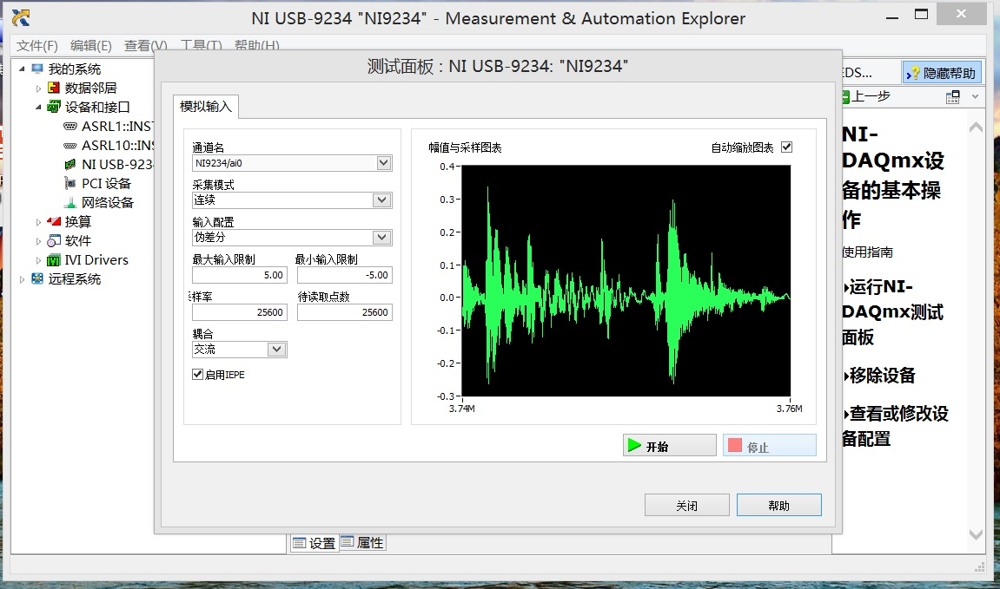 NI USB-9234 "NI9234" - Measurement & Automation Explorer
文件(F) 编辑(E) 查看(V) 工具(T) 帮助(H)
我的系统
数据邻居
设备和接口
ASRL1::INST
ASRL10::INS
NI USB-923
PCI 设备
网络设备
换算
软件
IVI Drivers
远程系统
测试面板 : NI USB-9234: "NI9234"
模拟输入
通道名
NI9234/ai0
采集模式
连续
输入配置
伪差分
最大输入限制 最小输入限制
5.00 -5.00
样率 待读取点数
25600 25600
耦合
交流
启用IEPE
幅值与采样图表 自动缩放图表
0.4
0.3
0.2
0.1
0.0
-0.1
-0.2
-0.3
3.74M 3.76M
开始 停止
关闭 帮助
设置 属性
DS... 隐藏帮助
上一步
NI-
DAQmx设
备的基本操
作
使用指南
运行NI-
DAQmx测试
面板
移除设备
查看或修改设
备配置